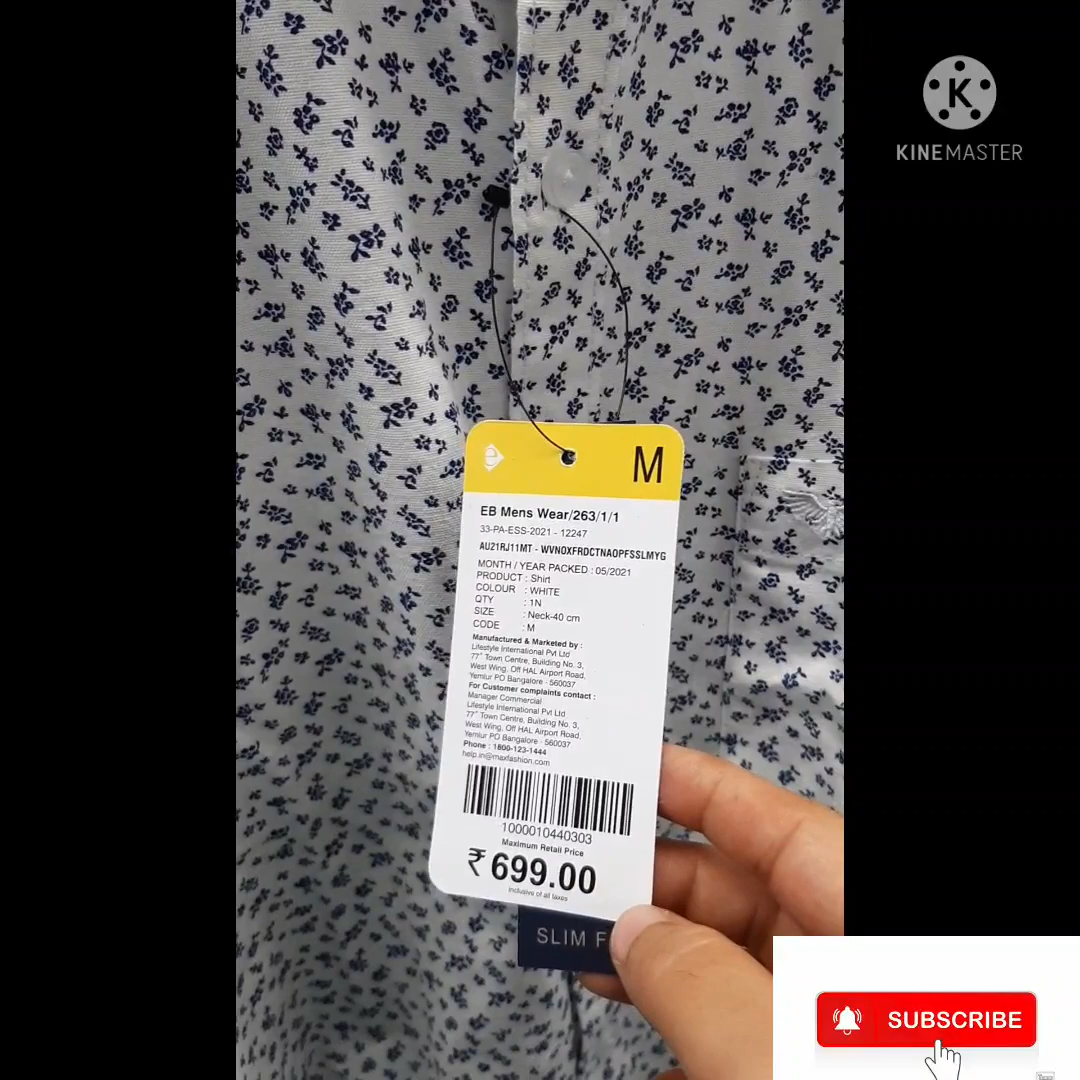 K
KINEMASTER
e
M
EB Mens Wear/263/1/1
33-PA-ESS-2021 - 12247
AU21RJ11MT - WVNOXFRDCTNAOPFSSLMYG
MONTH / YEAR PACKED : 05/2021
PRODUCT : Shirt
COLOUR : WHITE
QTY : 1N
SIZE : Neck-40 cm
CODE : M
Manufactured & Marketed by :
Lifestyle International Pvt Ltd
77° Town Centre, Building No. 3,
West Wing, Off HAL Airport Road,
Yemlur PO Bangalore - 560037
For Customer complaints contact :
Manager Commercial
Lifestyle International Pvt Ltd
77° Town Centre, Building No. 3,
West Wing, Off HAL Airport Road,
Yemlur PO Bangalore - 560037
Phone : 1800-123-1444
help.in@maxfashion.com
1000010440303
Maximum Retail Price
₹ 699.00
Inclusive of all taxes
SLIM F
SUBSCRIBE